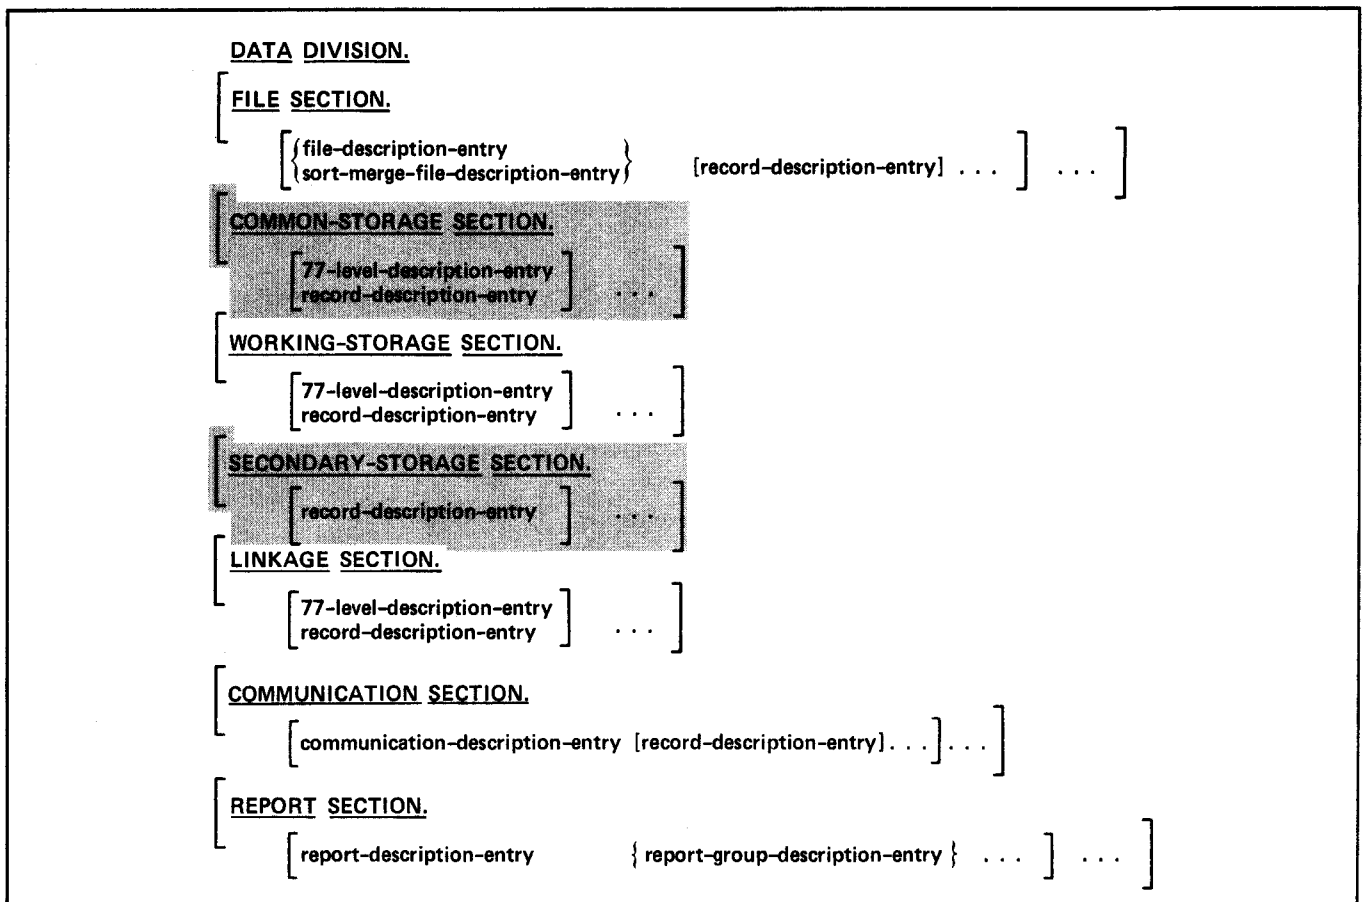 DATA DIVISION.
FILE SECTION.
file-description-entry
sort-merge-file-description-entry [record-description-entry] . . . . . .
COMMON-STORAGE SECTION.
77-level-description-entry
record-description-entry . . .
WORKING-STORAGE SECTION.
77-level-description-entry
record-description-entry . . .
SECONDARY-STORAGE SECTION.
record-description-entry . . .
LINKAGE SECTION.
77-level-description-entry
record-description-entry . . .
COMMUNICATION SECTION.
[communication-description-entry [record-description-entry] . . . ] . . . ]
REPORT SECTION.
[report-description-entry { report-group-description-entry } . . . ] . . . ]